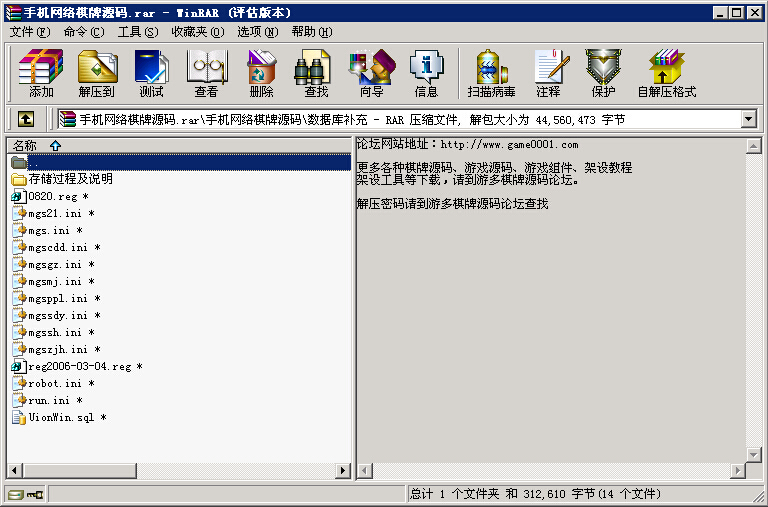 手机网络棋牌源码.rar - WinRAR (评估版本)
文件(F) 命令(C) 工具(S) 收藏夹(O) 选项(N) 帮助(H)
添加 解压到 测试 查看 删除 查找 向导 信息 扫描病毒 注释 保护 自解压格式
手机网络棋牌源码.rar\手机网络棋牌源码\数据库补充 - RAR 压缩文件, 解包大小为 44,560,473 字节
名称
..
存储过程及说明
0820.reg *
mgs21.ini *
mgs.ini *
mgscdd.ini *
mgsgz.ini *
mgsmj.ini *
mgsppl.ini *
mgssdy.ini *
mgssh.ini *
mgszjh.ini *
reg2006-03-04.reg *
robot.ini *
run.ini *
UionWin.sql *
论坛网站地址：http://www.game0001.com
更多各种棋牌源码、游戏源码、游戏组件、架设教程
架设工具等下载，请到游多棋牌源码论坛。
解压密码请到游多棋牌源码论坛查找
总计 1 个文件夹 和 312,610 字节(14 个文件)